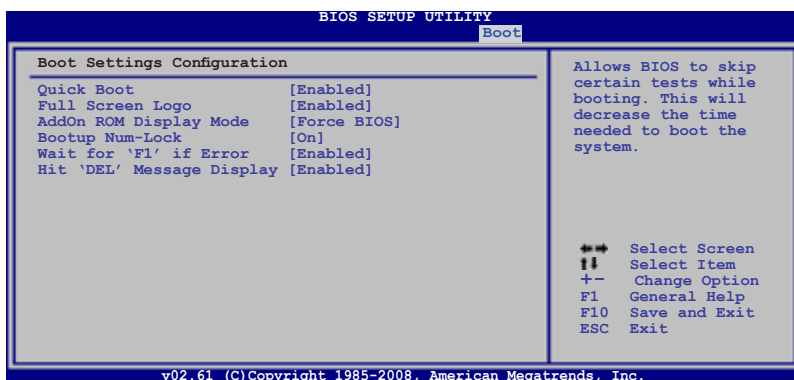 BIOS SETUP UTILITY
Boot
Boot Settings Configuration
Quick Boot [Enabled]
Full Screen Logo [Enabled]
AddOn ROM Display Mode [Force BIOS]
Bootup Num-Lock [On]
Wait for ‘F1’ if Error [Enabled]
Hit ‘DEL’ Message Display [Enabled]
Allows BIOS to skip
certain tests while
booting. This will
decrease the time
needed to boot the
system.
←→ Select Screen
↑↓ Select Item
+- Change Option
F1 General Help
F10 Save and Exit
ESC Exit
v02.61 (C)Copyright 1985-2008, American Megatrends, Inc.